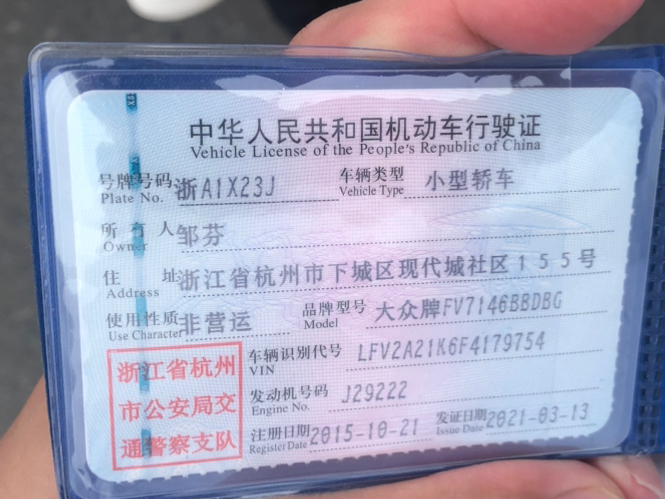 中华人民共和国机动车行驶证
Vehicle License of the People's Republic of China
号牌号码 浙A1X23J 车辆类型 小型轿车
Plate No. Vehicle Type
所有人 邹芬
Owner
住址 浙江省杭州市下城区现代城社区155号
Address
使用性质 非营运 品牌型号 大众牌FV7146BBDBG
Use Character Model
浙江省杭州
市公安局交
通警察支队
车辆识别代号 LFV2A21K6F4179754
VIN
发动机号码 J29222
Engine No.
注册日期 2015-10-21 发证日期 2021-03-13
Register Date Issue Date